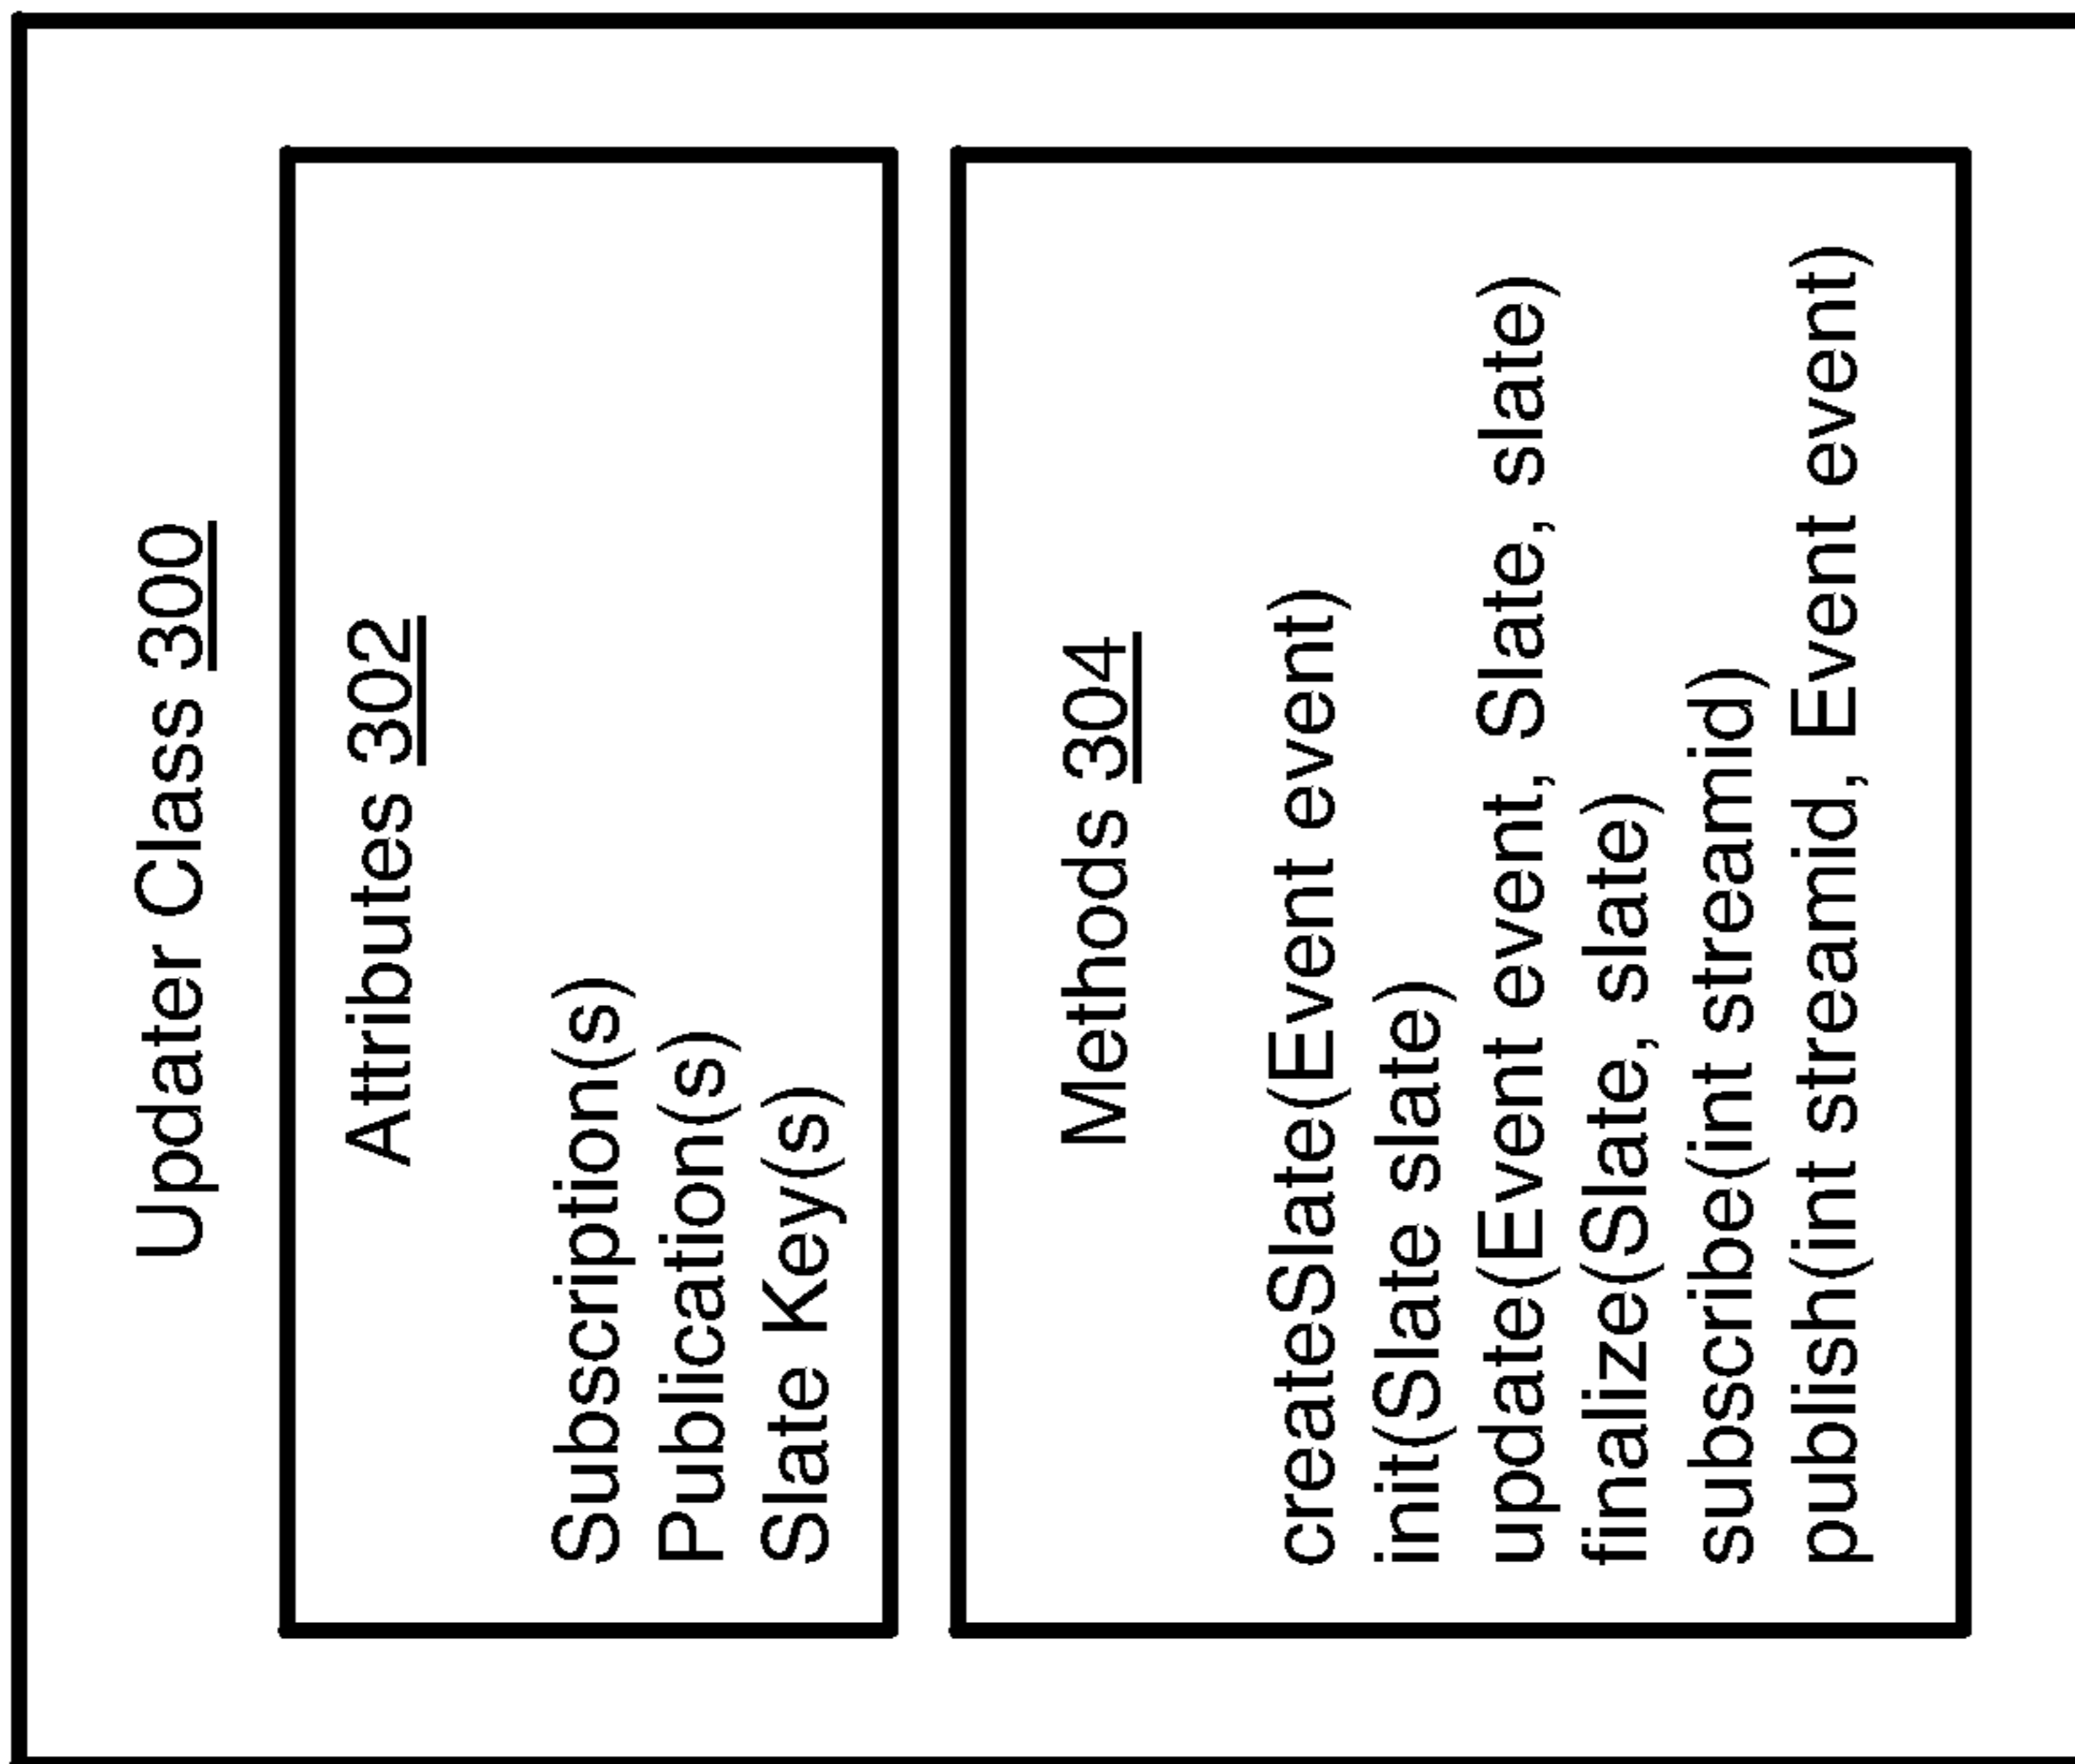 Updater Class 300
Attributes 302
Subscription(s)
Publication(s)
Slate Key(s)
Methods 304
createSlate(Event event)
init(Slate slate)
update(Event event, Slate, slate)
finalize(Slate, slate)
subscribe(int streamid)
publish(int streamid, Event event)